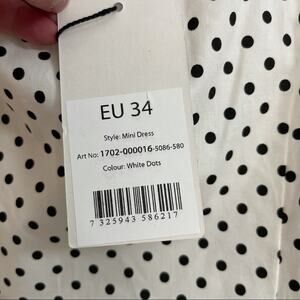 EU 34
Style: Mini Dress
Art No: 1702-000016-5086-580
Colour: White Dots
7 325943 586217